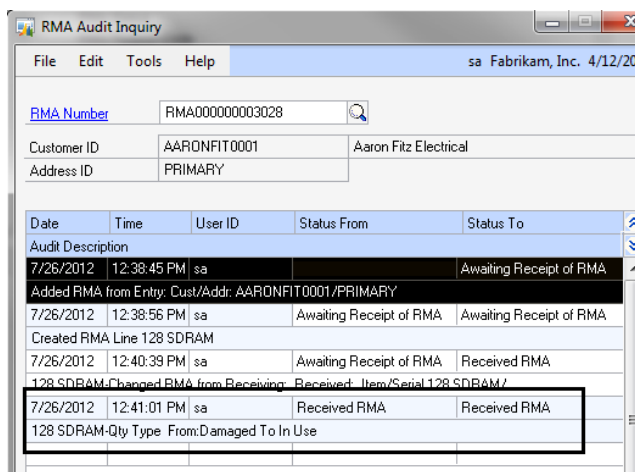 RMA Audit Inquiry
File Edit Tools Help sa Fabrikam, Inc. 4/12/20
RMA Number RMA000000003028
Customer ID AARONFIT0001 Aaron Fitz Electrical
Address ID PRIMARY
Date Time User ID Status From Status To
Audit Description
7/26/2012 12:38:45 PM sa Awaiting Receipt of RMA
Added RMA from Entry: Cust/Addr: AARONFIT0001/PRIMARY
7/26/2012 12:38:56 PM sa Awaiting Receipt of RMA Awaiting Receipt of RMA
Created RMA Line 128 SDRAM
7/26/2012 12:40:39 PM sa Awaiting Receipt of RMA Received RMA
128 SDRAM-Changed RMA from Receiving: Received: Item/Serial 128 SDRAM/
7/26/2012 12:41:01 PM sa Received RMA Received RMA
128 SDRAM-Qty Type From:Damaged To In Use